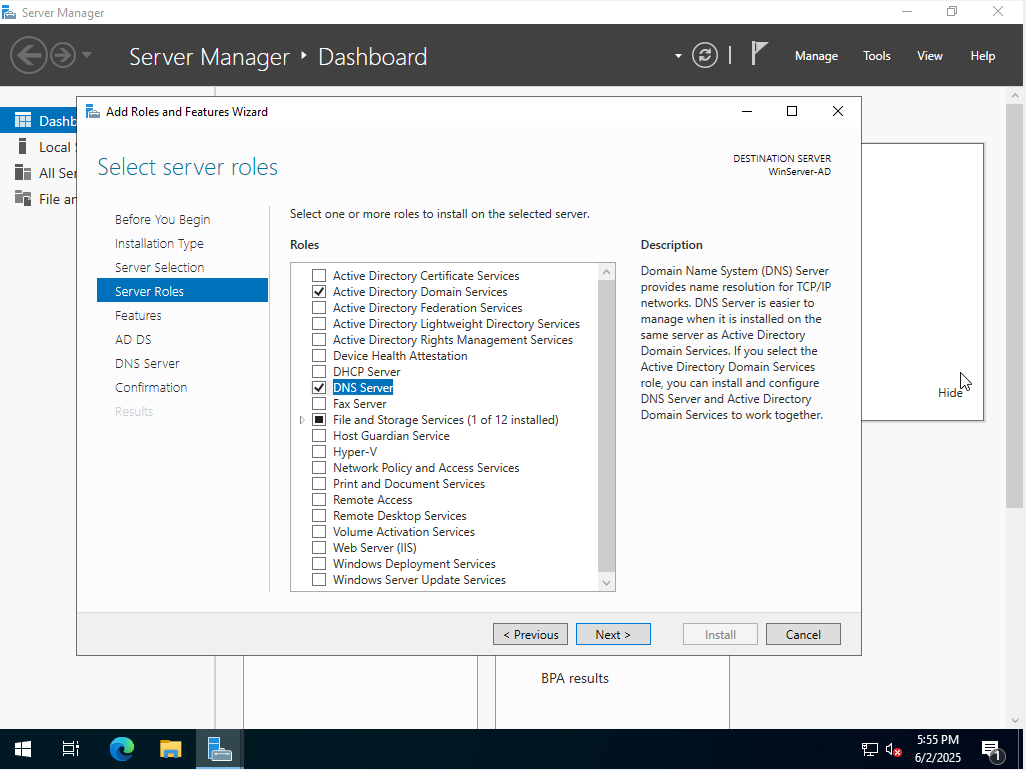 Server Manager
Server Manager ‣ Dashboard
Manage Tools View Help
Dashb
Local S
All Ser
File an
Add Roles and Features Wizard
Select server roles
DESTINATION SERVER
WinServer-AD
Before You Begin
Installation Type
Server Selection
Server Roles
Features
AD DS
DNS Server
Confirmation
Results
Select one or more roles to install on the selected server.
Roles
Active Directory Certificate Services
Active Directory Domain Services
Active Directory Federation Services
Active Directory Lightweight Directory Services
Active Directory Rights Management Services
Device Health Attestation
DHCP Server
DNS Server
Fax Server
File and Storage Services (1 of 12 installed)
Host Guardian Service
Hyper-V
Network Policy and Access Services
Print and Document Services
Remote Access
Remote Desktop Services
Volume Activation Services
Web Server (IIS)
Windows Deployment Services
Windows Server Update Services
Description
Domain Name System (DNS) Server
provides name resolution for TCP/IP
networks. DNS Server is easier to
manage when it is installed on the
same server as Active Directory
Domain Services. If you select the
Active Directory Domain Services
role, you can install and configure
DNS Server and Active Directory
Domain Services to work together.
Hide
< Previous Next > Install Cancel
BPA results
5:55 PM
6/2/2025
1